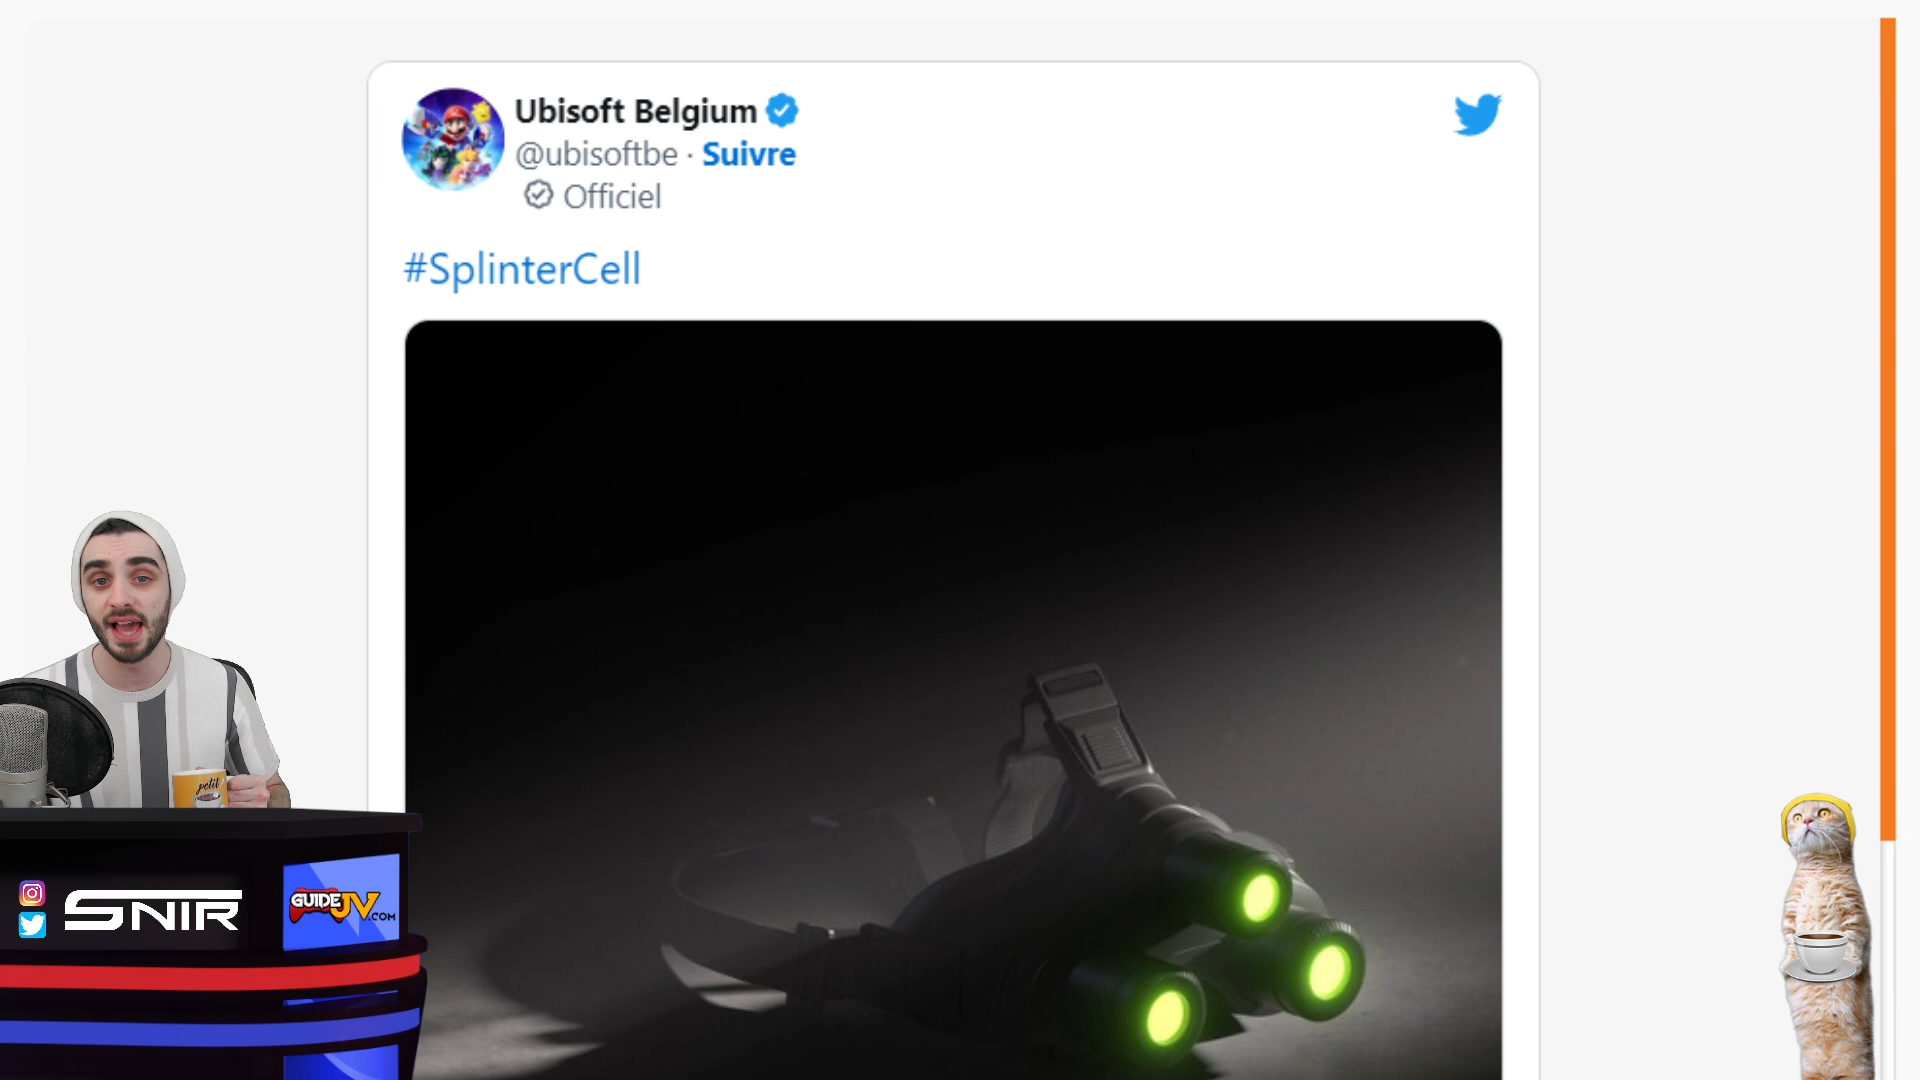 Ubisoft Belgium
@ubisoftbe · Suivre
Officiel
#SplinterCell
petit
SNIR
GUIDEJV.COM